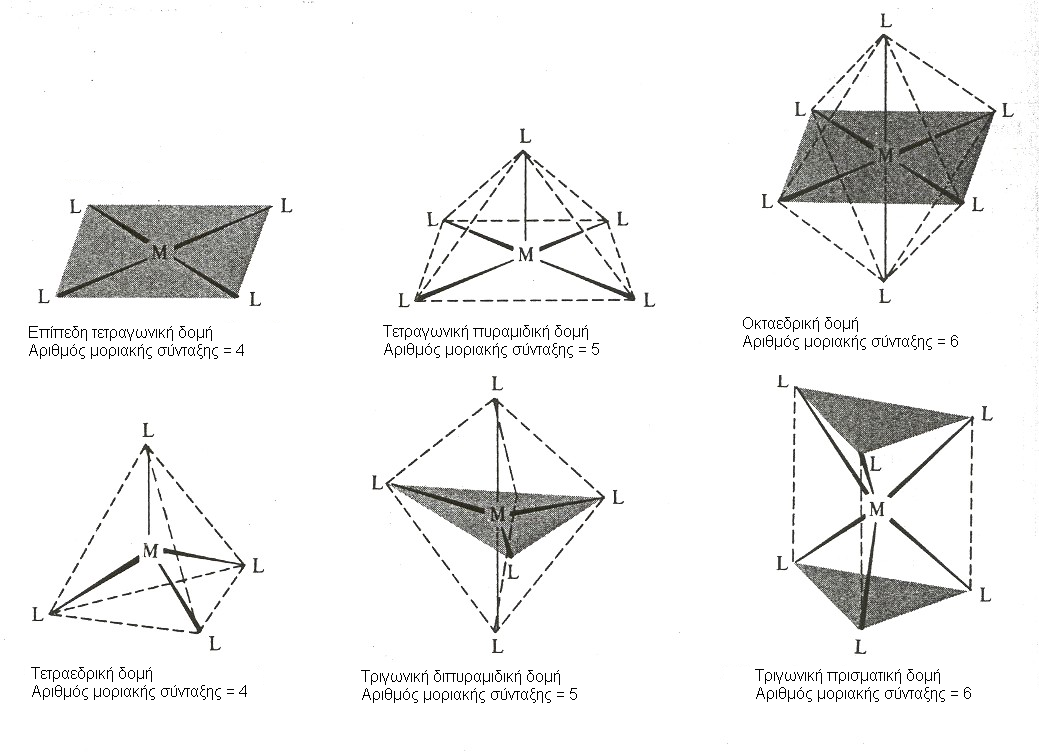 L
L
L
L
M
L
L
Επίπεδη τετραγωνική δομή
Αριθμός μοριακής σύνταξης = 4
L
L
L
M
L
L
Τετραγωνική πυραμιδική δομή
Αριθμός μοριακής σύνταξης = 5
L
L
L
M
L
L
L
Οκταεδρική δομή
Αριθμός μοριακής σύνταξης = 6
L
M
L
L
L
Τετραεδρική δομή
Αριθμός μοριακής σύνταξης = 4
L
L
L
M
L
L
Τριγωνική διπυραμιδική δομή
Αριθμός μοριακής σύνταξης = 5
L
L
L
M
L
L
L
Τριγωνική πρισματική δομή
Αριθμός μοριακής σύνταξης = 6